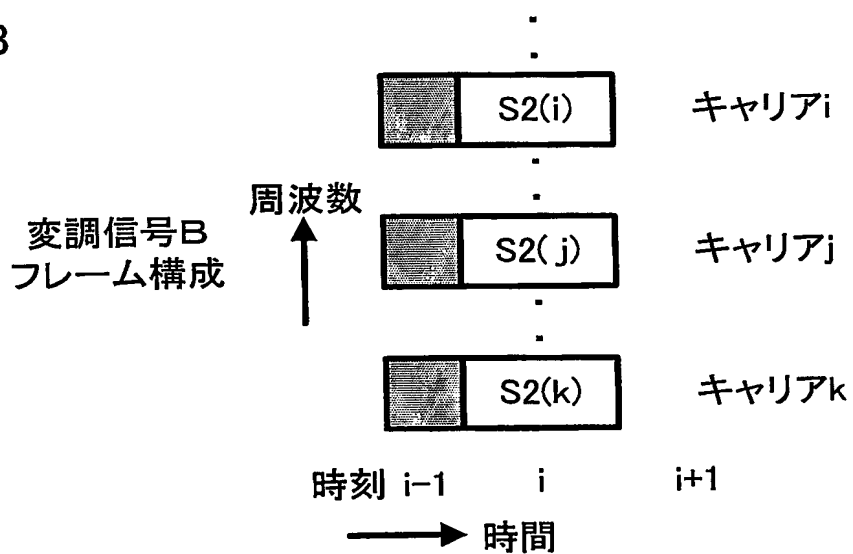 S2(i) キャリアi
周波数
変調信号B
フレーム構成
S2( j) キャリアj
S2(k) キャリアk
時刻 i-1 i i+1
時間